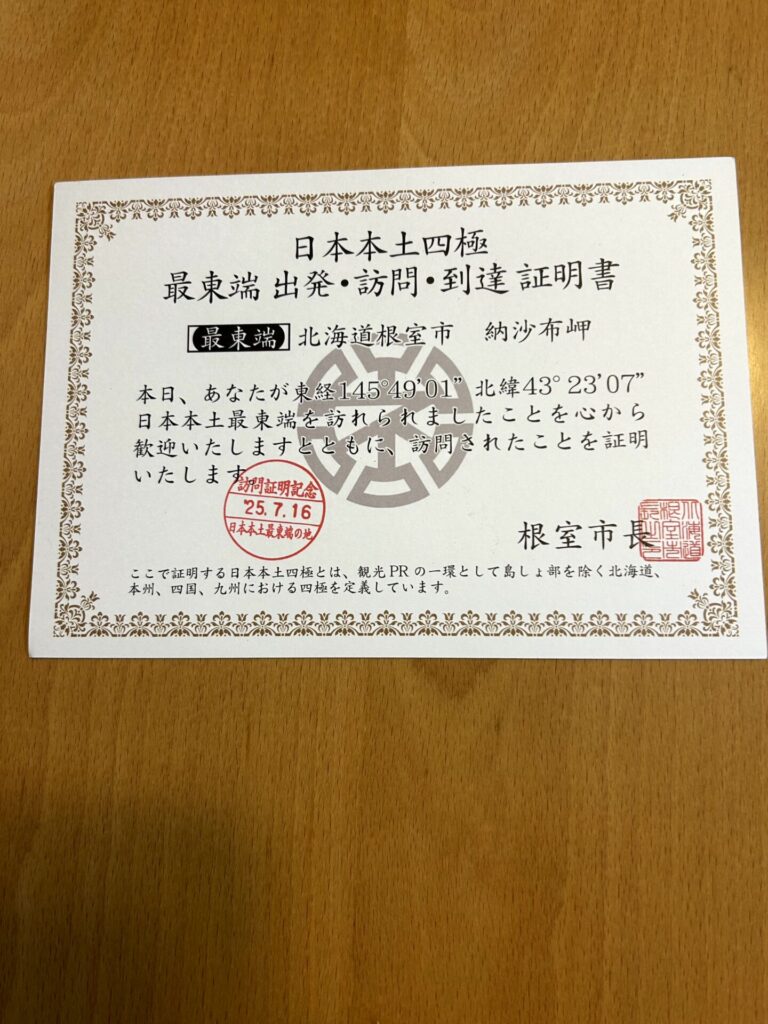 日本本土四極
最東端 出発・訪問・到達 証明書
【最東端】北海道根室市 納沙布岬
本日、あなたが東経145°49'01" 北緯43°23'07"
日本本土最東端を訪れられましたことを心から
歓迎いたしますとともに、訪問されたことを証明
いたします
訪問証明記念
'25.7.16
日本本土最東端の地
根室市長
ここで証明する日本本土四極とは、観光PRの一環として島しょ部を除く北海道、
本州、四国、九州における四極を定義しています。